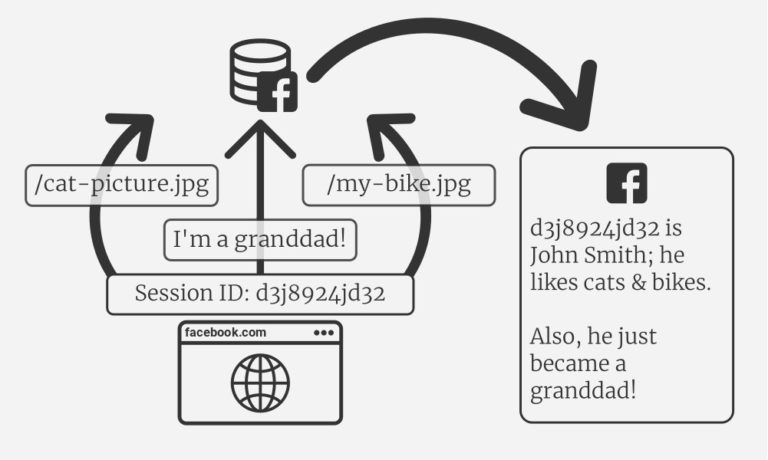 /cat-picture.jpg
/my-bike.jpg
I'm a granddad!
Session ID: d3j8924jd32
facebook.com
d3j8924jd32 is
John Smith; he
likes cats & bikes.
Also, he just
became a
granddad!